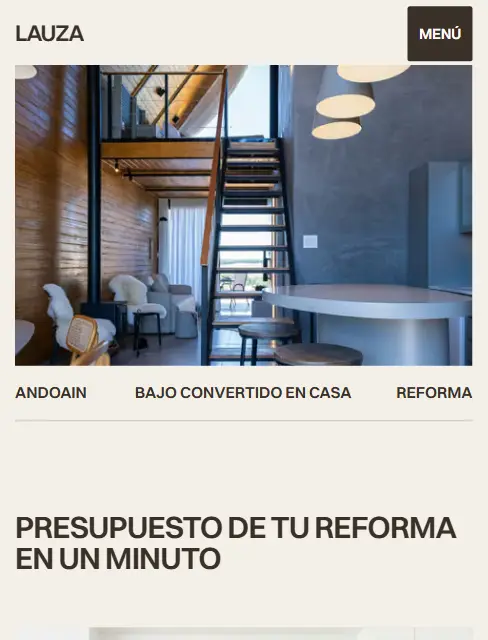 LAUZA
MENÚ
ANDOAIN
BAJO CONVERTIDO EN CASA
REFORMA
PRESUPUESTO DE TU REFORMA
EN UN MINUTO